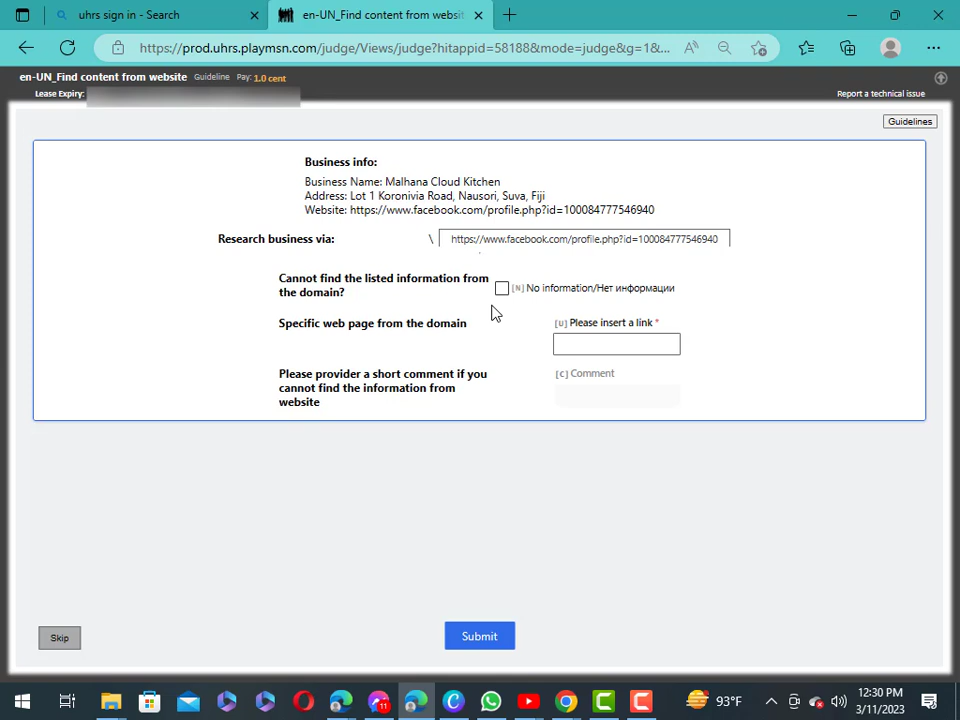 uhrs sign in - Search
en-UN_Find content from websit
https://prod.uhrs.playmsn.com/judge/Views/judge?hitappid=58188&mode=judge&g=1&...
en-UN_Find content from website Guideline Pay: 1.0 cent
Lease Expiry:
Report a technical issue
Guidelines
Business info:
Business Name: Malhana Cloud Kitchen
Address: Lot 1 Koronivia Road, Nausori, Suva, Fiji
Website: https://www.facebook.com/profile.php?id=100084777546940
Research business via: \ https://www.facebook.com/profile.php?id=100084777546940
Cannot find the listed information from
the domain?
[N] No information/Нет информации
Specific web page from the domain
[U] Please insert a link *
Please provider a short comment if you
cannot find the information from
website
[C] Comment
Skip
Submit
11
93°F
12:30 PM
3/11/2023